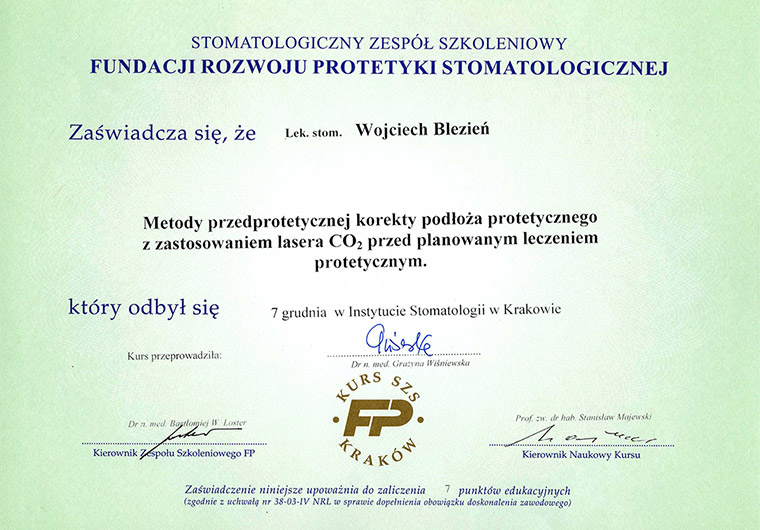 STOMATOLOGICZNY ZESPÓŁ SZKOLENIOWY
FUNDACJI ROZWOJU PROTETYKI STOMATOLOGICZNEJ
Zaświadcza się, że Lek. stom. Wojciech Blezień
Metody przedprotetycznej korekty podłoża protetycznego
z zastosowaniem lasera CO₂ przed planowanym leczeniem
protetycznym.
który odbył się 7 grudnia w Instytucie Stomatologii w Krakowie
Kurs przeprowadziła:
Dr n. med. Grażyna Wiśniewska
KURS SZS
FP
KRAKÓW
Dr n. med. Bartłomiej W. Loster
Kierownik Zespołu Szkoleniowego FP
Prof. zw. dr hab. Stanisław Majewski
Kierownik Naukowy Kursu
Zaświadczenie niniejsze upoważnia do zaliczenia 7 punktów edukacyjnych
(zgodnie z uchwałą nr 38-03-IV NRL w sprawie dopełnienia obowiązku doskonalenia zawodowego)